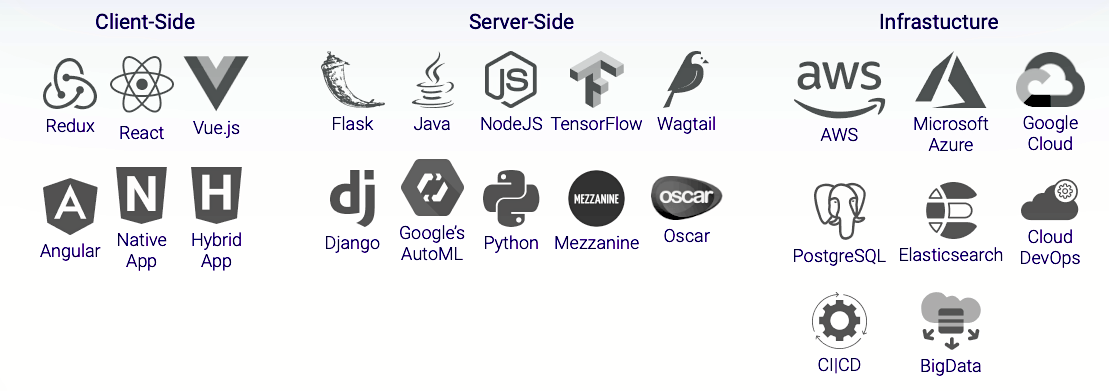 Client-Side
Redux
React
Vue.js
A
Angular
N
Native
App
H
Hybrid
App
Server-Side
Flask
Java
JS
NodeJS
TensorFlow
Wagtail
dj
Django
Google's
AutoML
Python
MEZZANINE
Mezzanine
oscar
Oscar
Infrastucture
aws
AWS
Microsoft
Azure
Google
Cloud
PostgreSQL
Elasticsearch
Cloud
DevOps
CI|CD
BigData